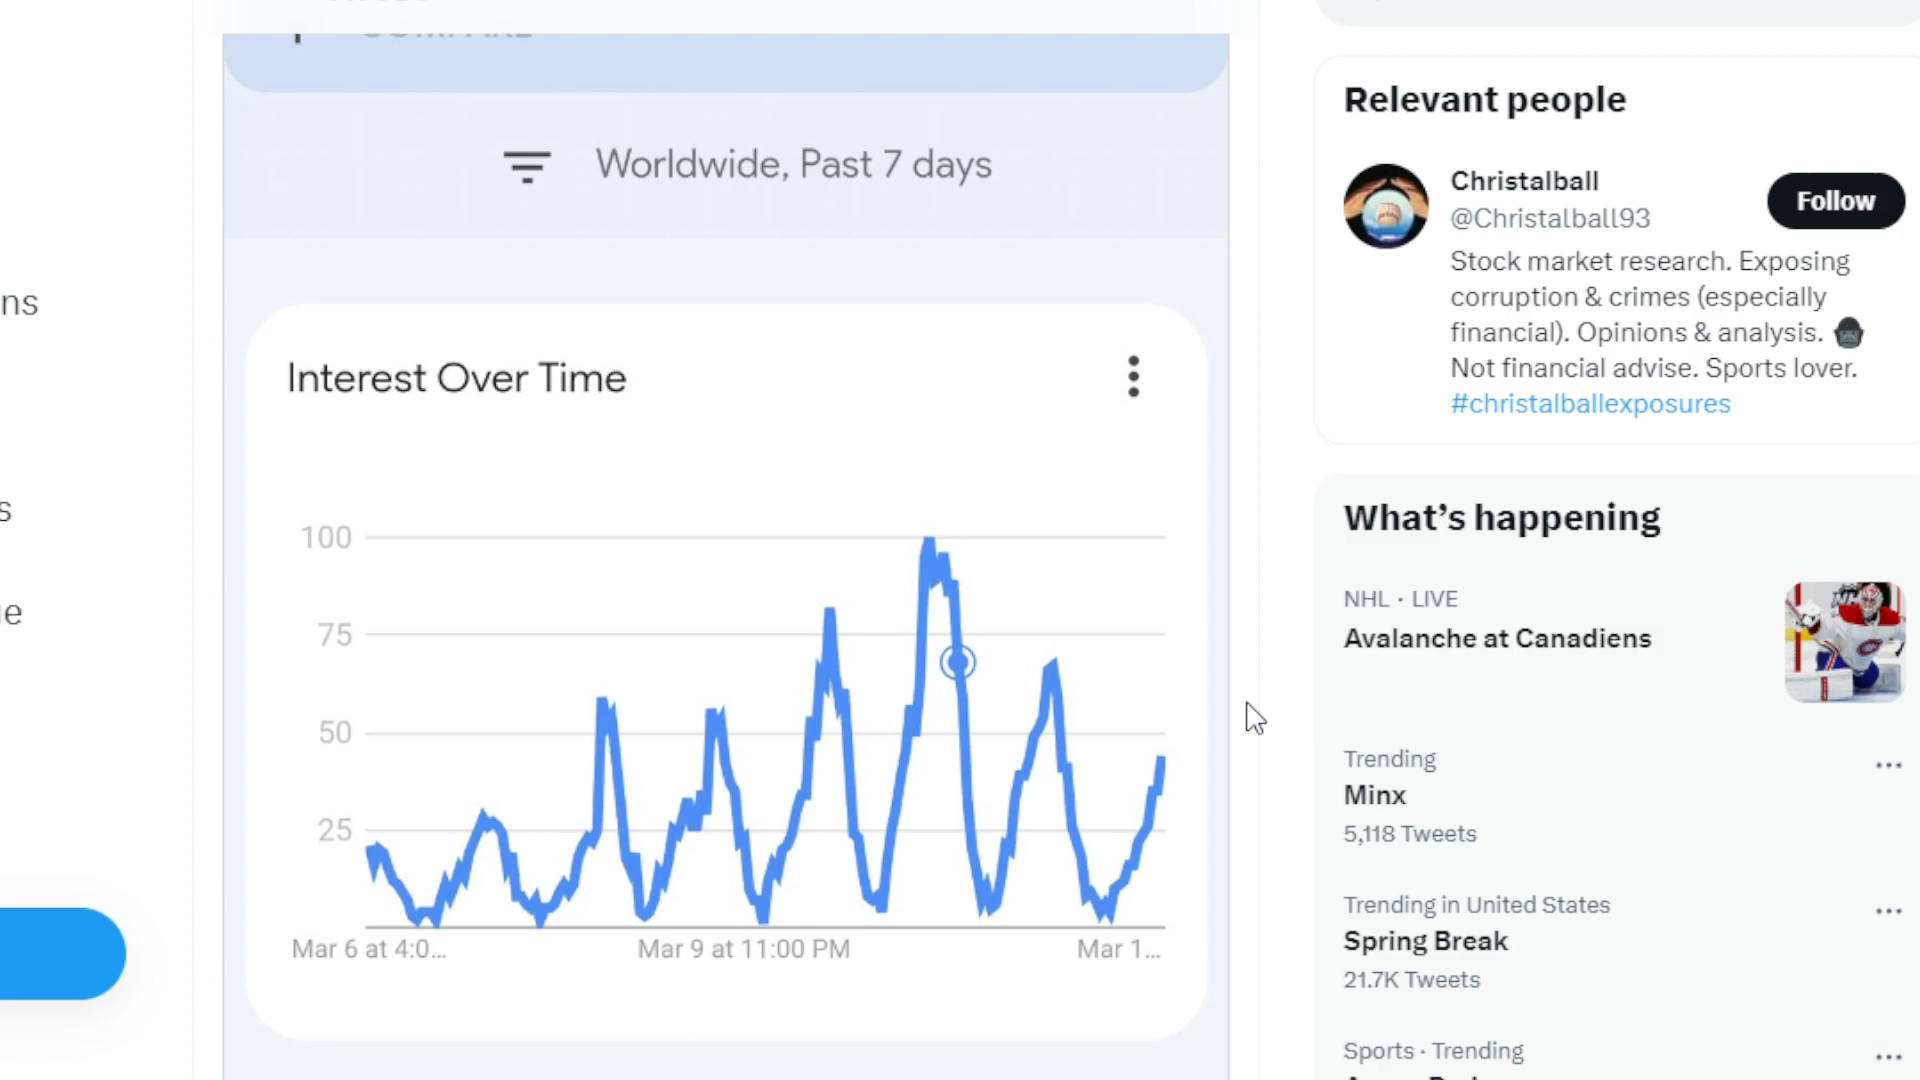 Worldwide, Past 7 days
Interest Over Time
100
75
50
25
Mar 6 at 4:0...
Mar 9 at 11:00 PM
Mar 1...
ns
s
Relevant people
Christalball
@Christalball93
Follow
Stock market research. Exposing
corruption & crimes (especially
financial). Opinions & analysis.
Not financial advise. Sports lover.
#christalballexposures
What's happening
NHL · LIVE
Avalanche at Canadiens
Trending
Minx
5,118 Tweets
Trending in United States
Spring Break
21.7K Tweets
Sports · Trending